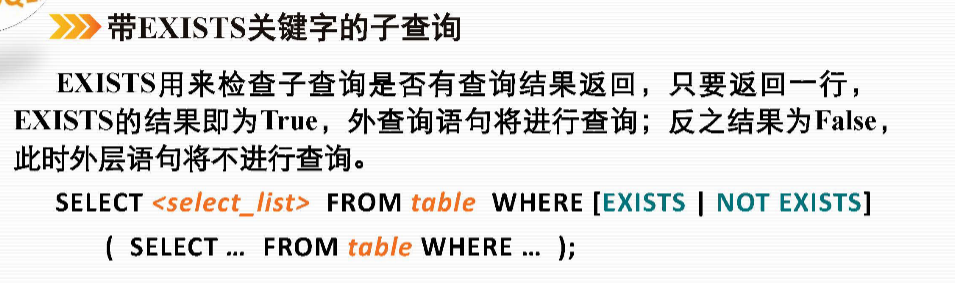 带EXISTS关键字的子查询
EXISTS用来检查子查询是否有查询结果返回，只要返回一行，
EXISTS的结果即为True，外查询语句将进行查询；反之结果为False，
此时外层语句将不进行查询。
SELECT <select_list> FROM table WHERE [EXISTS | NOT EXISTS]
( SELECT … FROM table WHERE … );